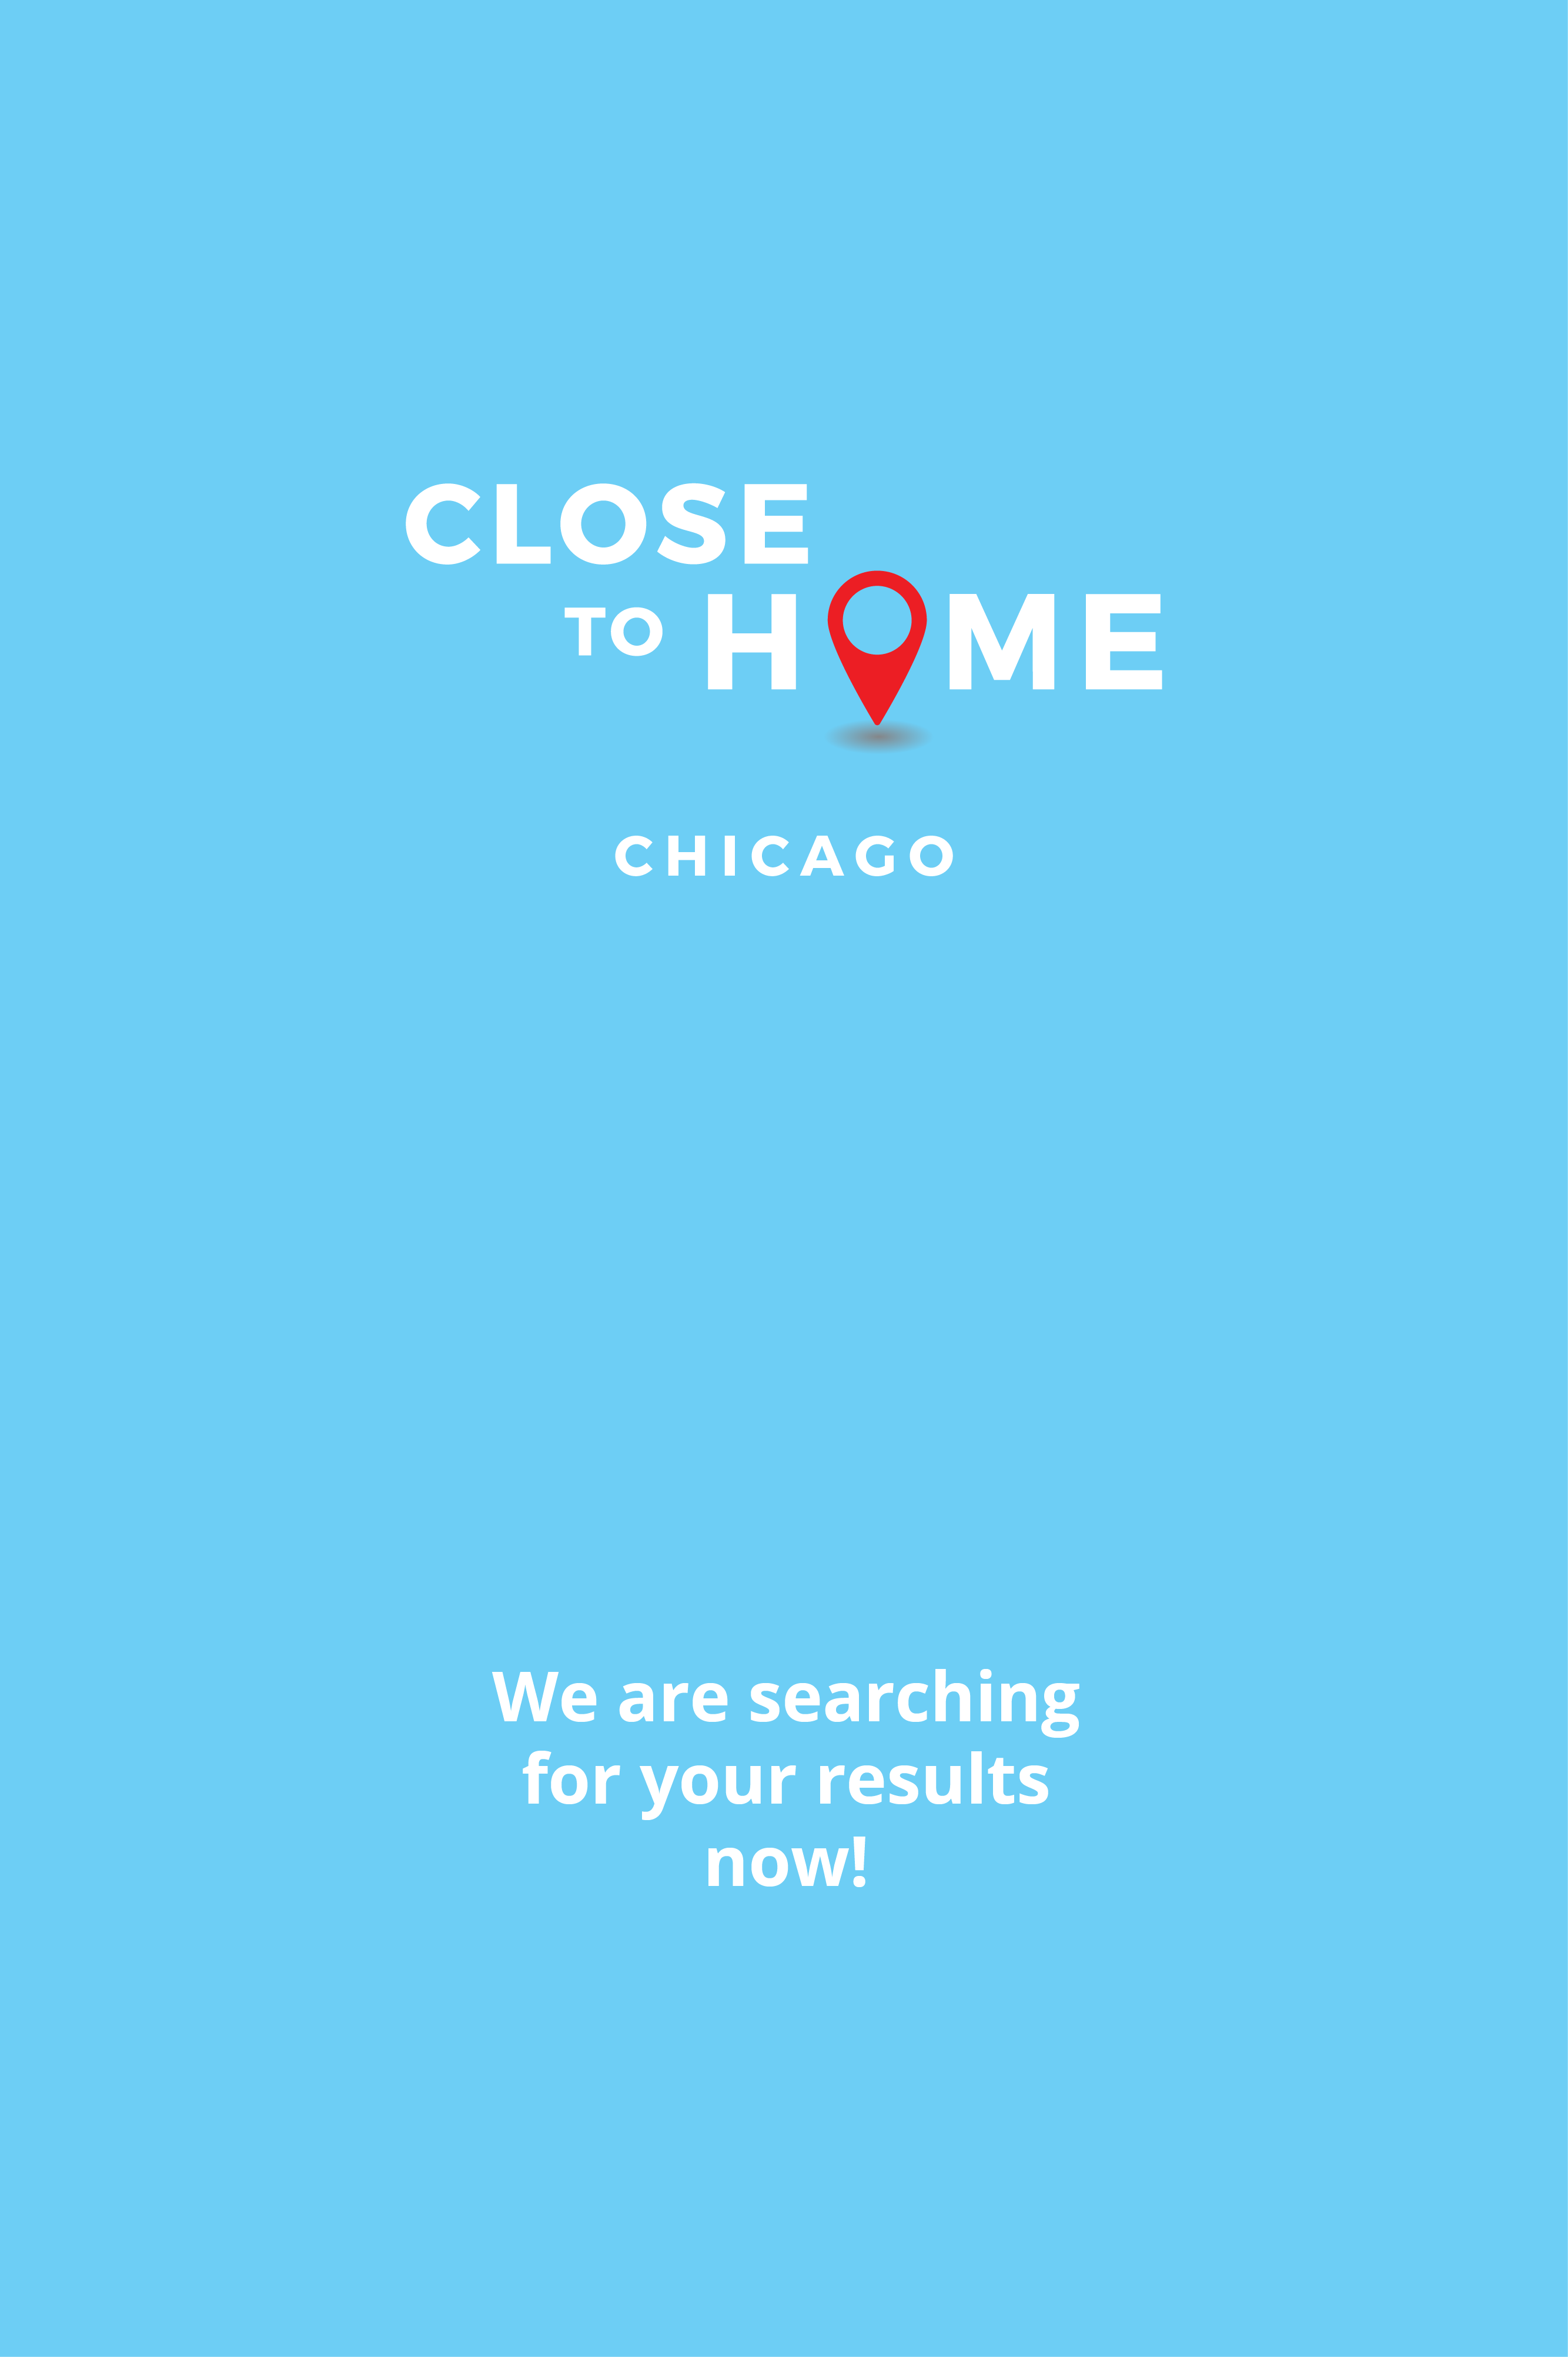 CLOSE
TO HOME
CHICAGO
We are searching
for your results
now!